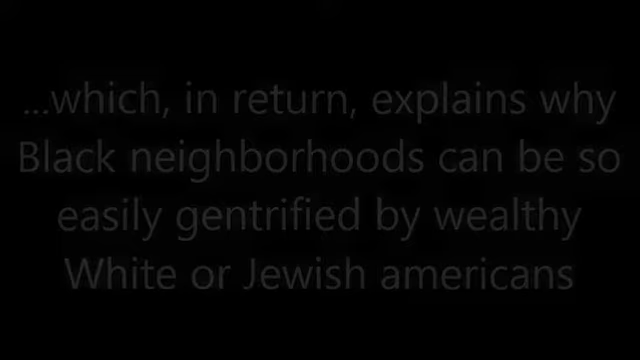 ...which, in return, explains why
Black neighborhoods can be so
easily gentrified by wealthy
White or Jewish americans